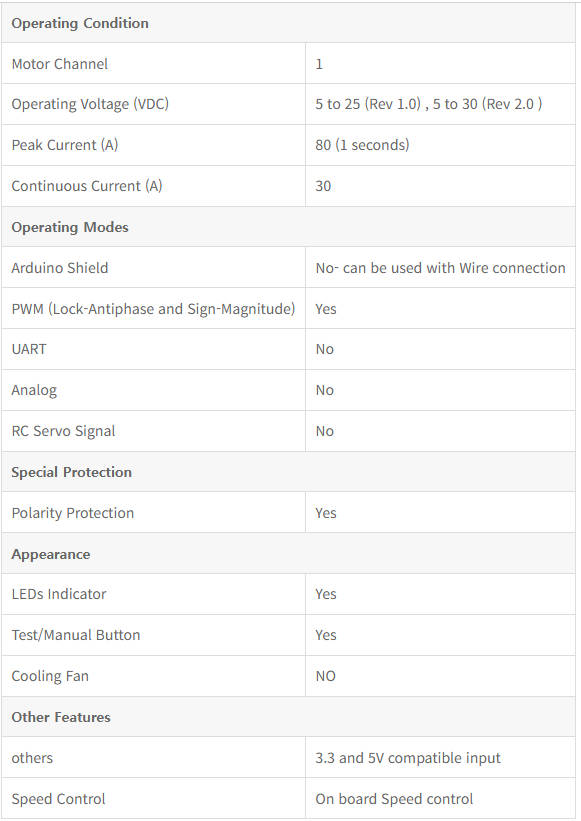 Operating Condition
Motor Channel 1
Operating Voltage (VDC) 5 to 25 (Rev 1.0) , 5 to 30 (Rev 2.0 )
Peak Current (A) 80 (1 seconds)
Continuous Current (A) 30
Operating Modes
Arduino Shield No- can be used with Wire connection
PWM (Lock-Antiphase and Sign-Magnitude) Yes
UART No
Analog No
RC Servo Signal No
Special Protection
Polarity Protection Yes
Appearance
LEDs Indicator Yes
Test/Manual Button Yes
Cooling Fan NO
Other Features
others 3.3 and 5V compatible input
Speed Control On board Speed control